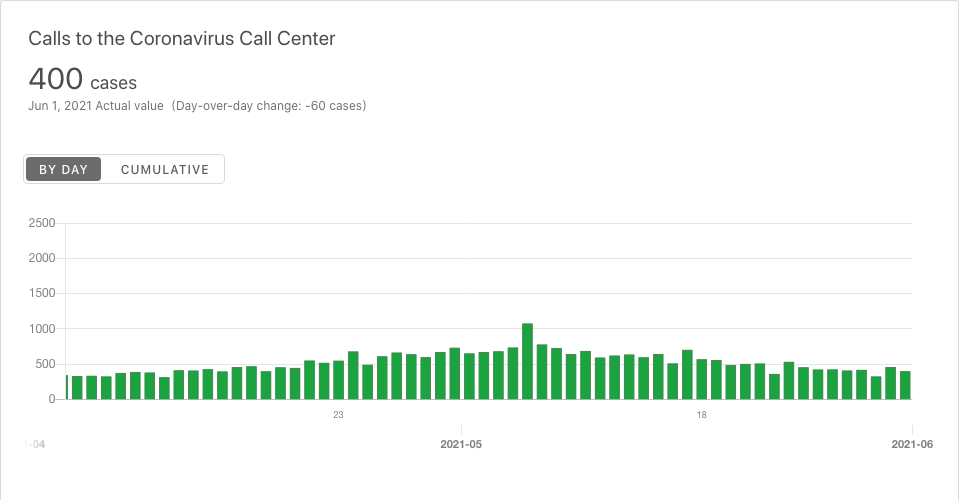 Calls to the Coronavirus Call Center
400 cases
Jun 1, 2021 Actual value (Day-over-day change: -60 cases)
BY DAY CUMULATIVE
2500
2000
1500
1000
500
0
23 18
-04 2021-05 2021-06